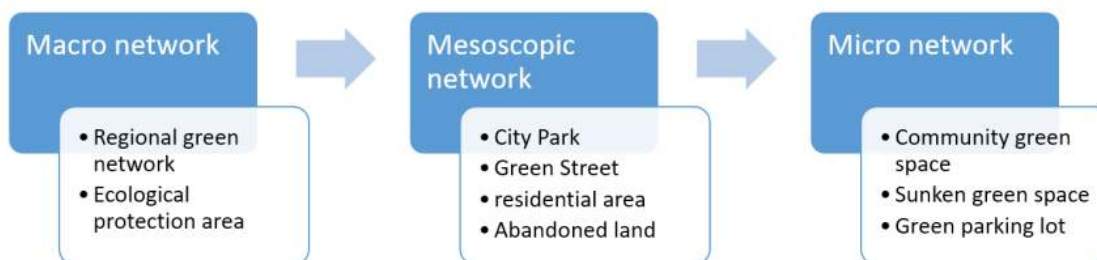 Macro network
• Regional green
network
• Ecological
protection area
Mesoscopic
network
• City Park
• Green Street
• residential area
• Abandoned land
Micro network
• Community green
space
• Sunken green space
• Green parking lot